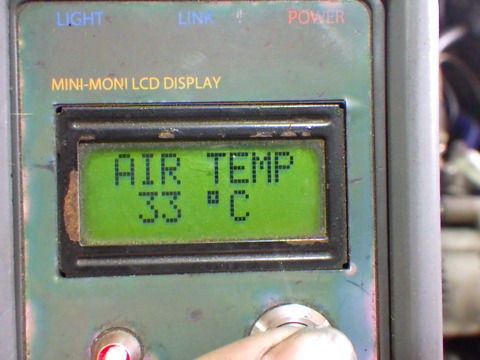 LIGHT LINK POWER
MINI-MONI LCD DISPLAY
AIR TEMP
33 °C